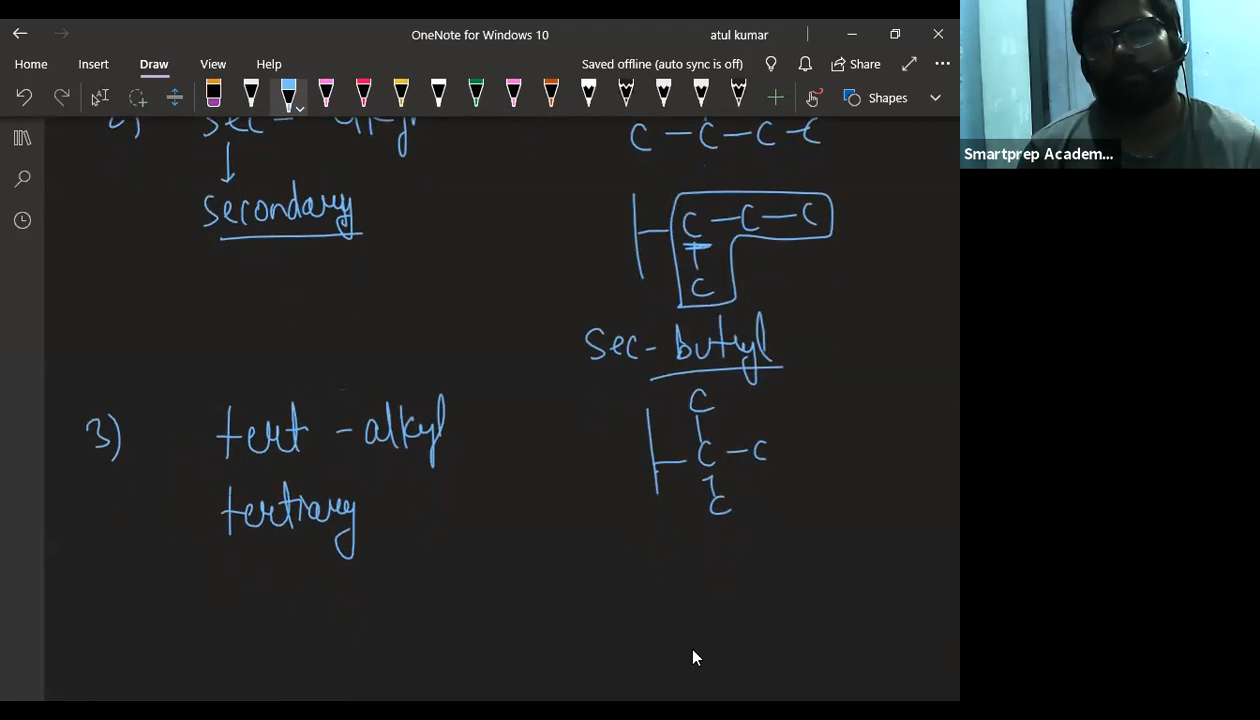 OneNote for Windows 10
atul kumar
Home Insert Draw View Help
Saved offline (auto sync is off)
Share
Shapes
Smartprep Academ...
C - C - C - C
secondary
C - C - C
C
Sec- butyl
3) tert - alkyl
tertiary
C
C - C
C